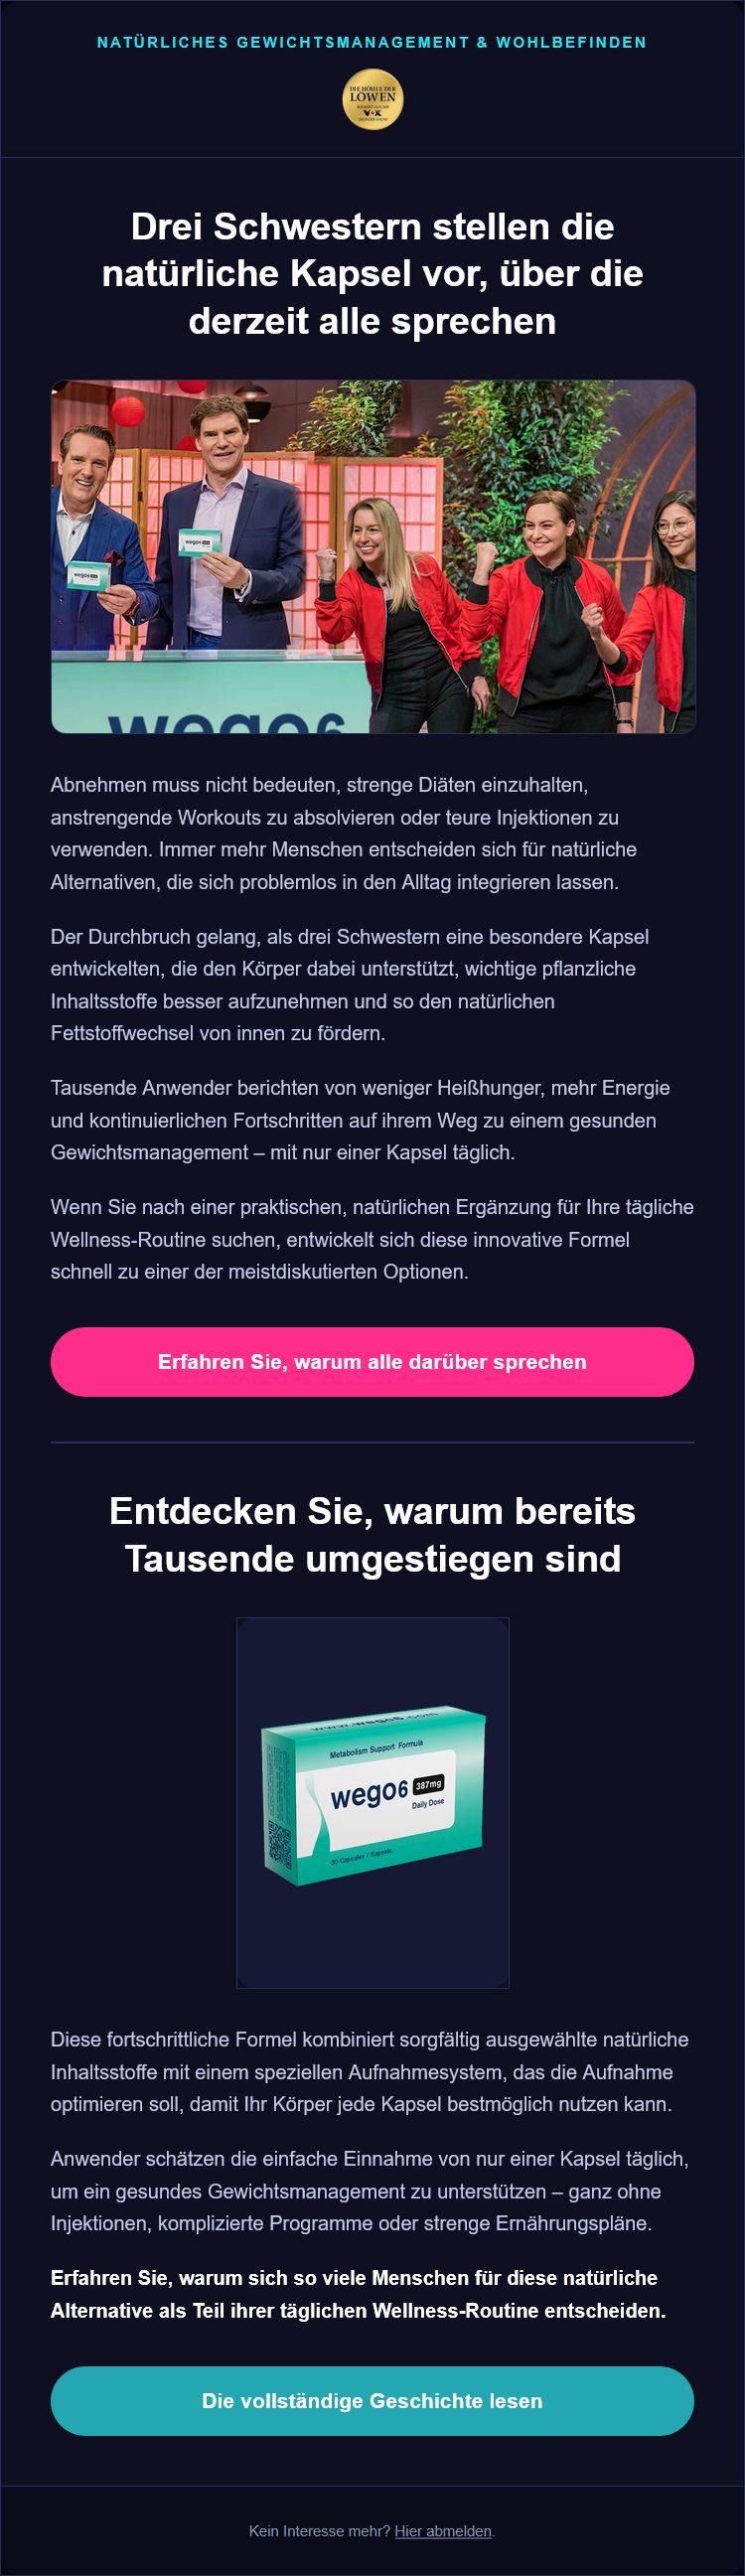 NATÜRLICHES GEWICHTSMANAGEMENT & WOHLBEFINDEN
DIE HÖHLE DER
LÖWEN
BEKANNT AUS DER
VOX
GRÜNDER-SHOW
Drei Schwestern stellen die
natürliche Kapsel vor, über die
derzeit alle sprechen
wego6
wego6
wego6
Abnehmen muss nicht bedeuten, strenge Diäten einzuhalten,
anstrengende Workouts zu absolvieren oder teure Injektionen zu
verwenden. Immer mehr Menschen entscheiden sich für natürliche
Alternativen, die sich problemlos in den Alltag integrieren lassen.
Der Durchbruch gelang, als drei Schwestern eine besondere Kapsel
entwickelten, die den Körper dabei unterstützt, wichtige pflanzliche
Inhaltsstoffe besser aufzunehmen und so den natürlichen
Fettstoffwechsel von innen zu fördern.
Tausende Anwender berichten von weniger Heißhunger, mehr Energie
und kontinuierlichen Fortschritten auf ihrem Weg zu einem gesunden
Gewichtsmanagement – mit nur einer Kapsel täglich.
Wenn Sie nach einer praktischen, natürlichen Ergänzung für Ihre tägliche
Wellness-Routine suchen, entwickelt sich diese innovative Formel
schnell zu einer der meistdiskutierten Optionen.
Erfahren Sie, warum alle darüber sprechen
Entdecken Sie, warum bereits
Tausende umgestiegen sind
www.wego6.com
Metabolism Support Formula
wego6 387mg
Daily Dose
30 Capsules / Kapseln
Diese fortschrittliche Formel kombiniert sorgfältig ausgewählte natürliche
Inhaltsstoffe mit einem speziellen Aufnahmesystem, das die Aufnahme
optimieren soll, damit Ihr Körper jede Kapsel bestmöglich nutzen kann.
Anwender schätzen die einfache Einnahme von nur einer Kapsel täglich,
um ein gesundes Gewichtsmanagement zu unterstützen – ganz ohne
Injektionen, komplizierte Programme oder strenge Ernährungspläne.
Erfahren Sie, warum sich so viele Menschen für diese natürliche
Alternative als Teil ihrer täglichen Wellness-Routine entscheiden.
Die vollständige Geschichte lesen
Kein Interesse mehr? Hier abmelden.